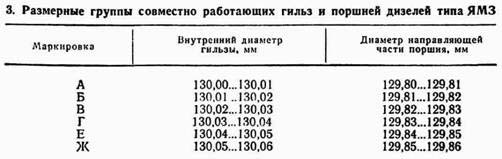 3. Размерные группы совместно работающих гильз и поршней дизелей типа ЯМЗ
Маркировка Внутренний диаметр гильзы, мм Диаметр направляющей части поршня, мм
А 130,00...130,01 129,80...129,81
Б 130,01 ..130,02 129,81...129,82
В 130,02...130,03 129,82...129,83
Г 130,03...130,04 129,83...129,84
Е 130,04...130,05 129,84...129,85
Ж 130,05...130,06 129,85...129,86